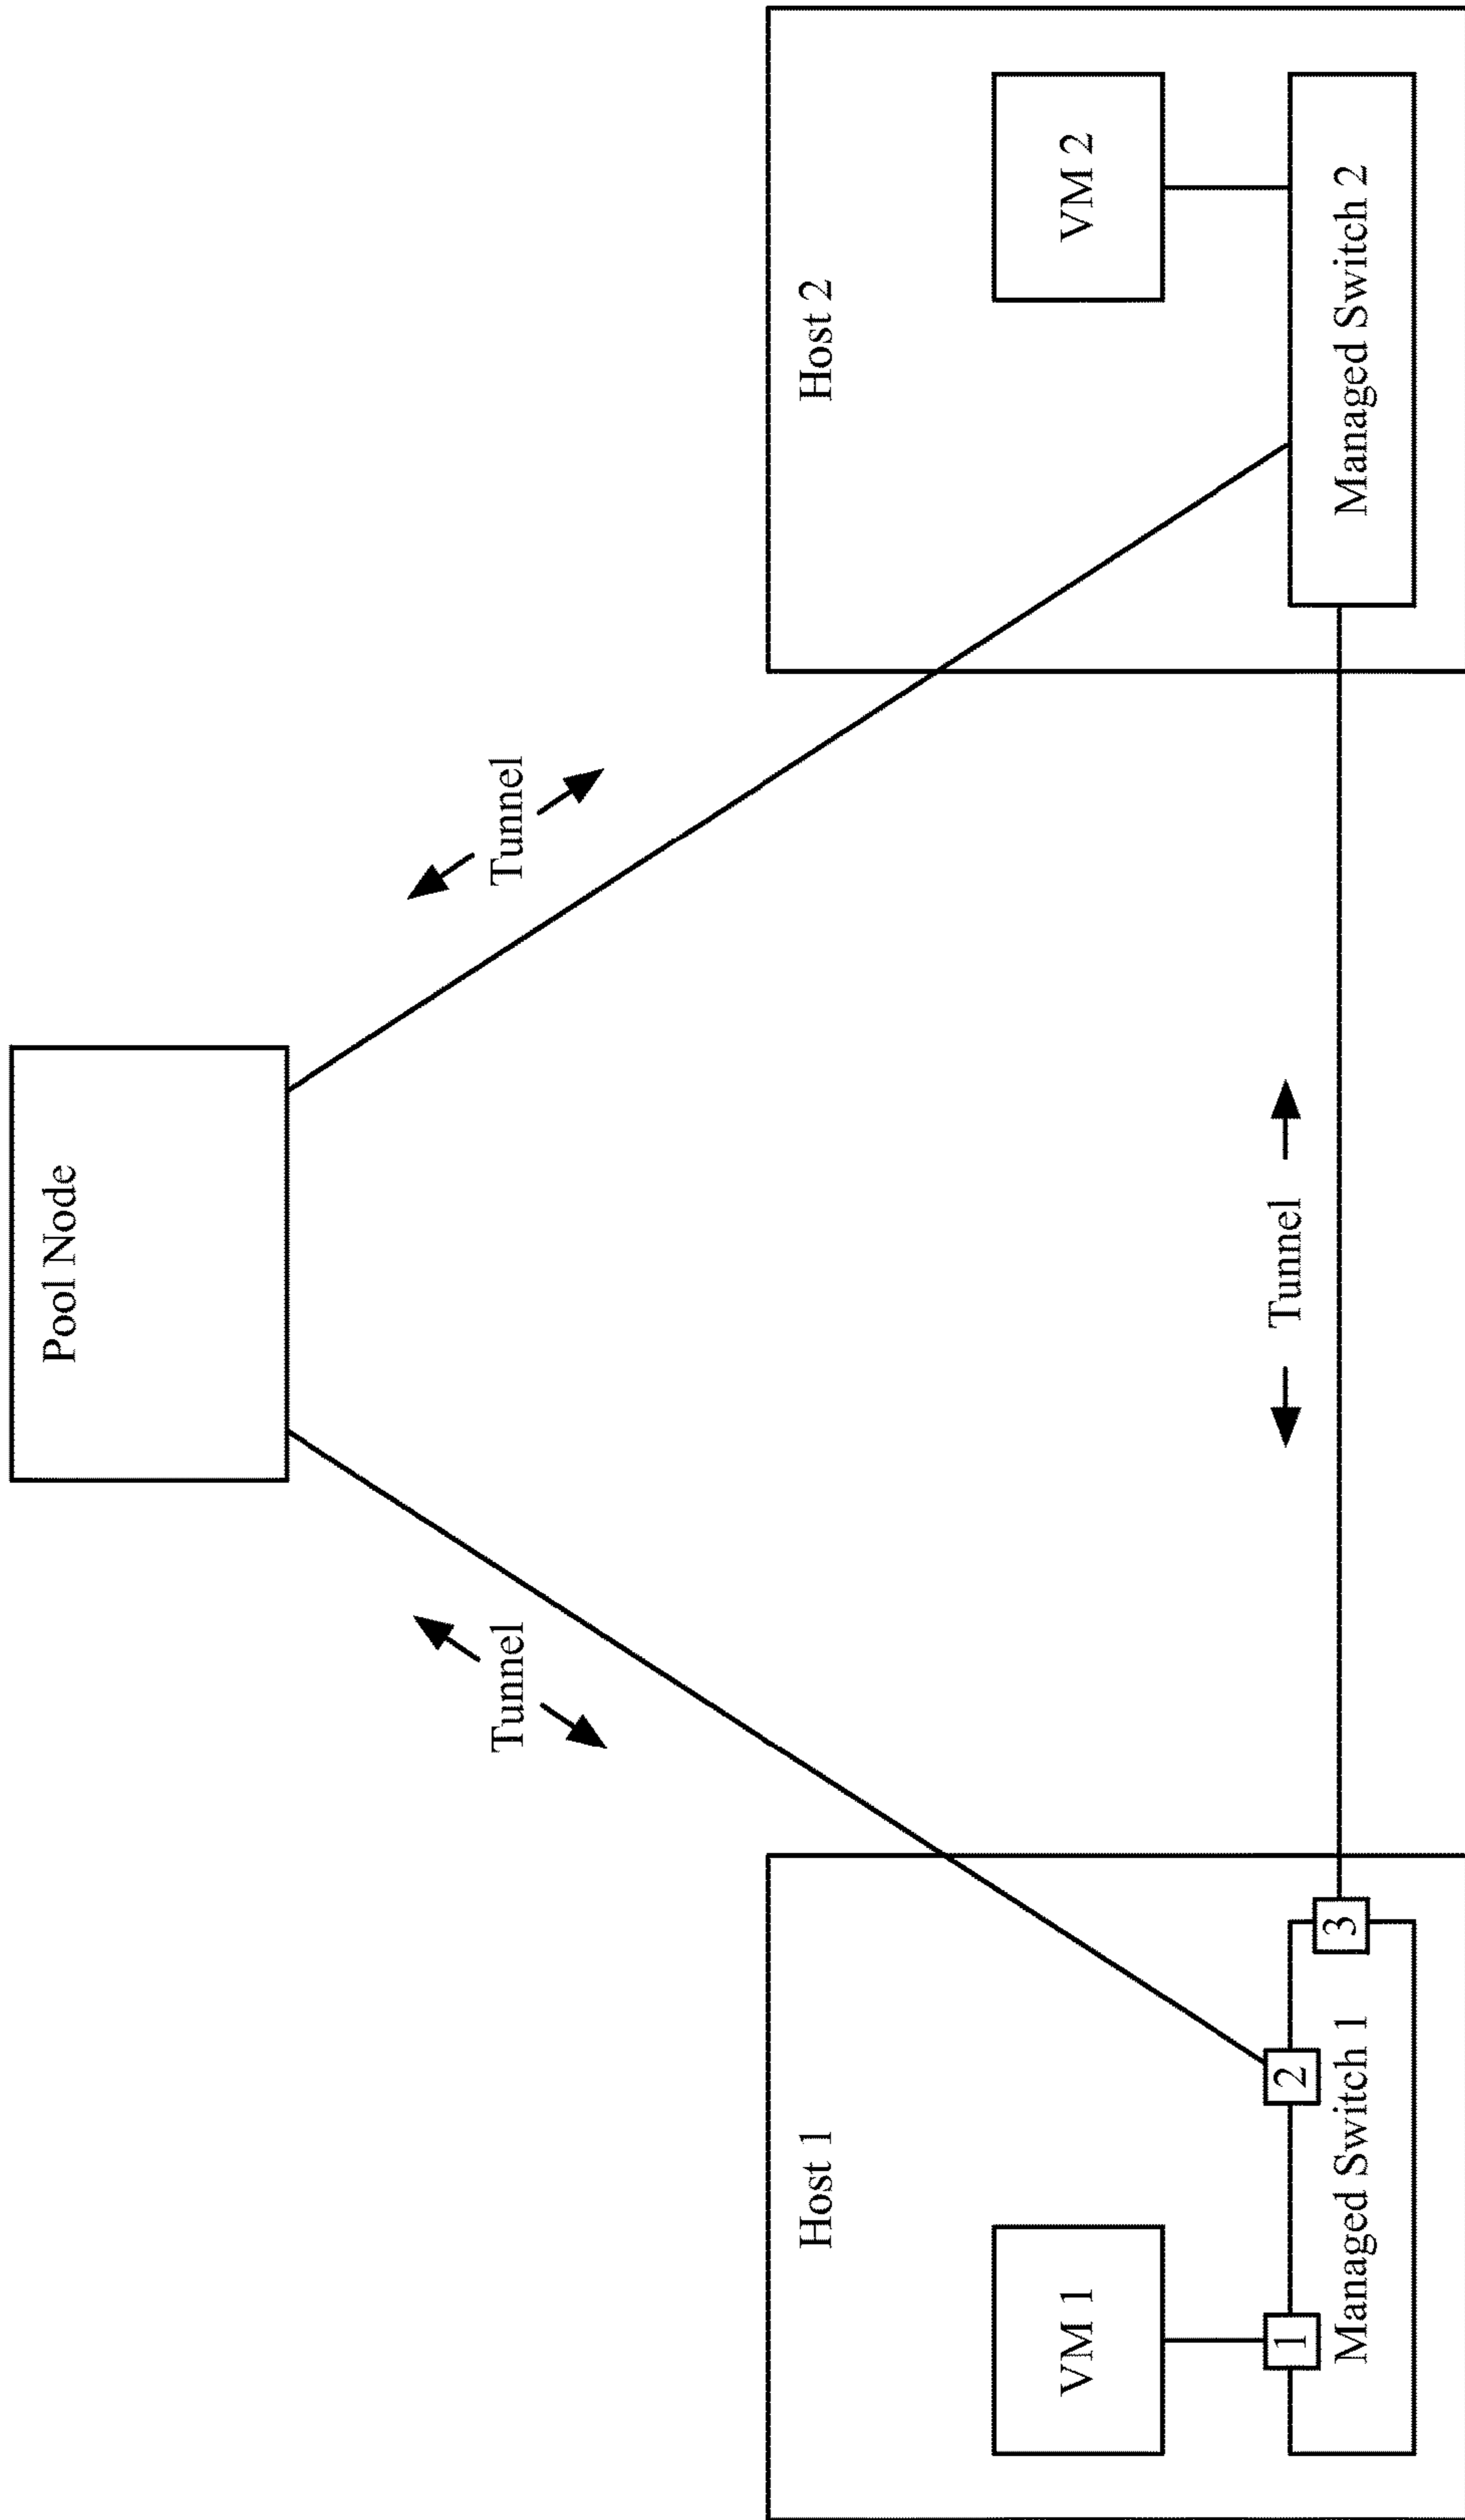 Pool Node
Tunnel
Tunnel
Host 1
Host 2
VM 1
VM 2
Tunnel
1
2
3
Managed Switch 1
Managed Switch 2